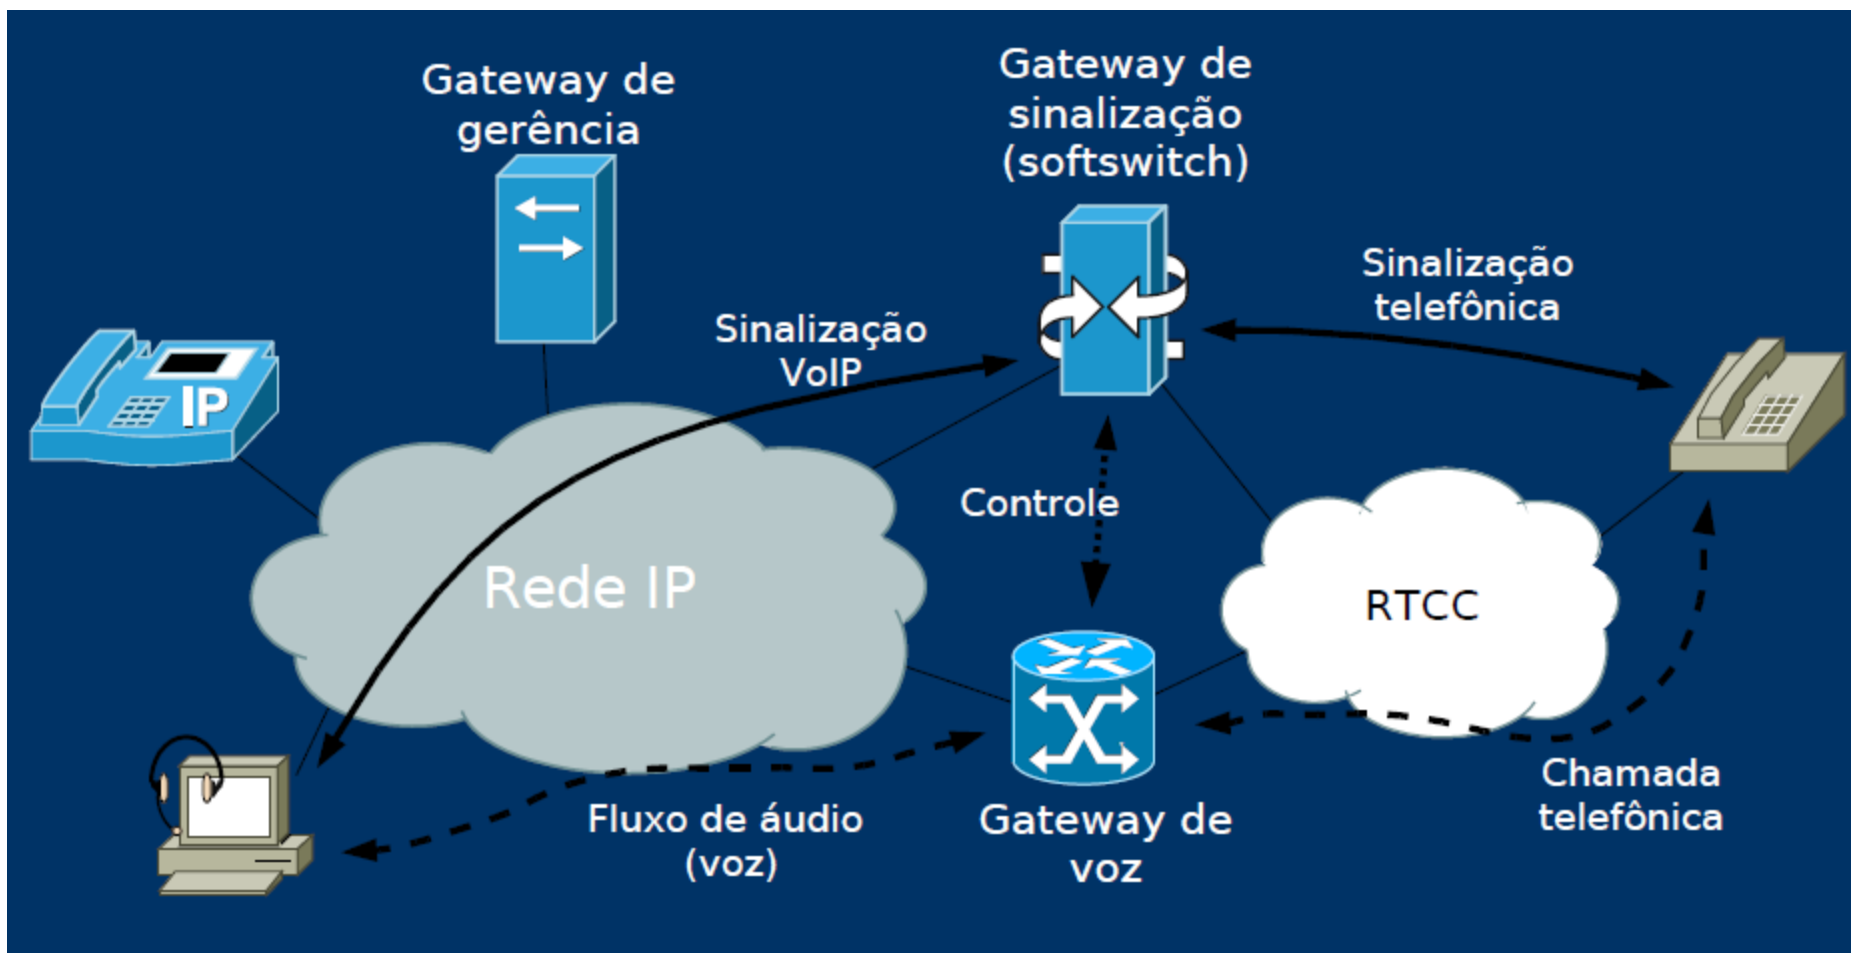 Gateway de
gerência
Gateway de
sinalização
(softswitch)
Sinalização
telefônica
Sinalização
VoIP
IP
Controle
Rede IP
RTCC
Fluxo de áudio
(voz)
Gateway de
voz
Chamada
telefônica